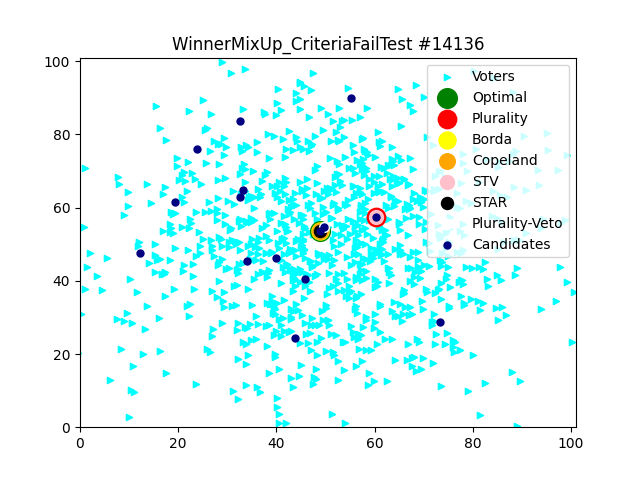 WinnerMixUp_CriteriaFailTest #14136
100
80
60
40
20
0
0
20
40
60
80
100
Voters
Optimal
Plurality
Borda
Copeland
STV
STAR
Plurality-Veto
Candidates